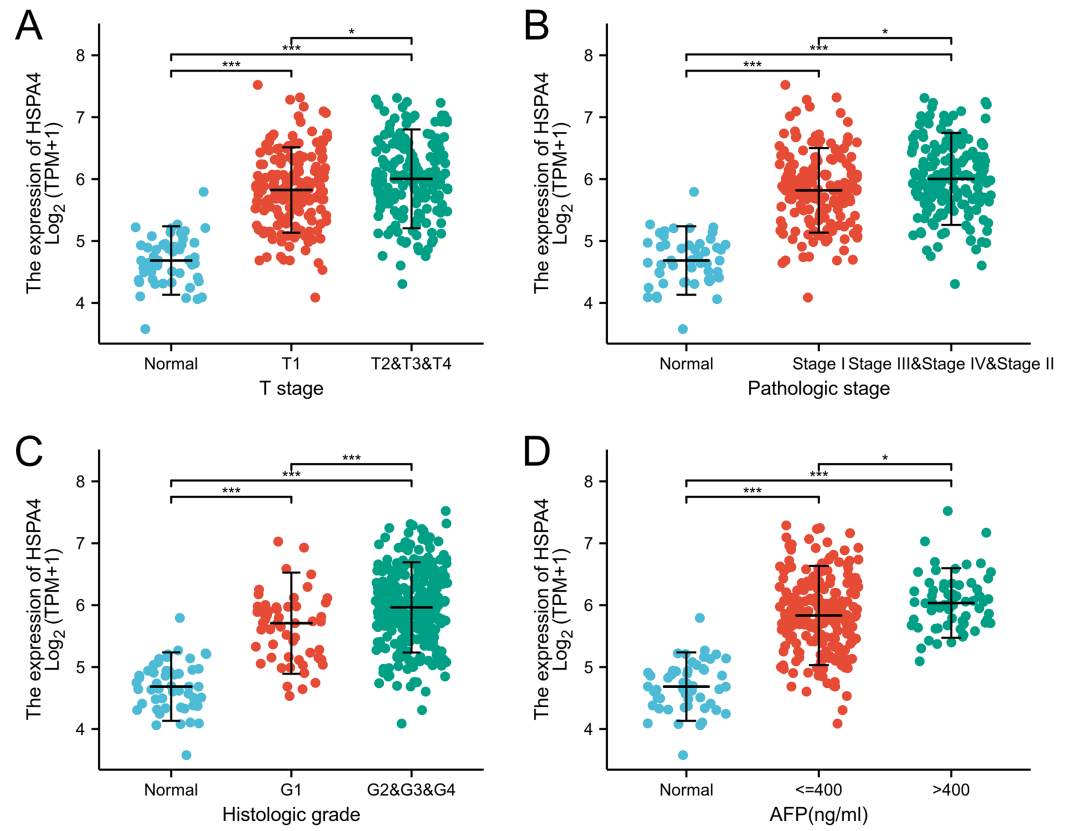 A
The expression of HSPA4
Log2 (TPM+1)
8
7
6
5
4
*
***
***
Normal
T1
T2&T3&T4
T stage
B
The expression of HSPA4
Log2 (TPM+1)
8
7
6
5
4
*
***
***
Normal
Stage I
Stage III&Stage IV&Stage II
Pathologic stage
C
The expression of HSPA4
Log2 (TPM+1)
8
7
6
5
4
***
***
***
Normal
G1
G2&G3&G4
Histologic grade
D
The expression of HSPA4
Log2 (TPM+1)
8
7
6
5
4
*
***
***
Normal
<=400
>400
AFP(ng/ml)